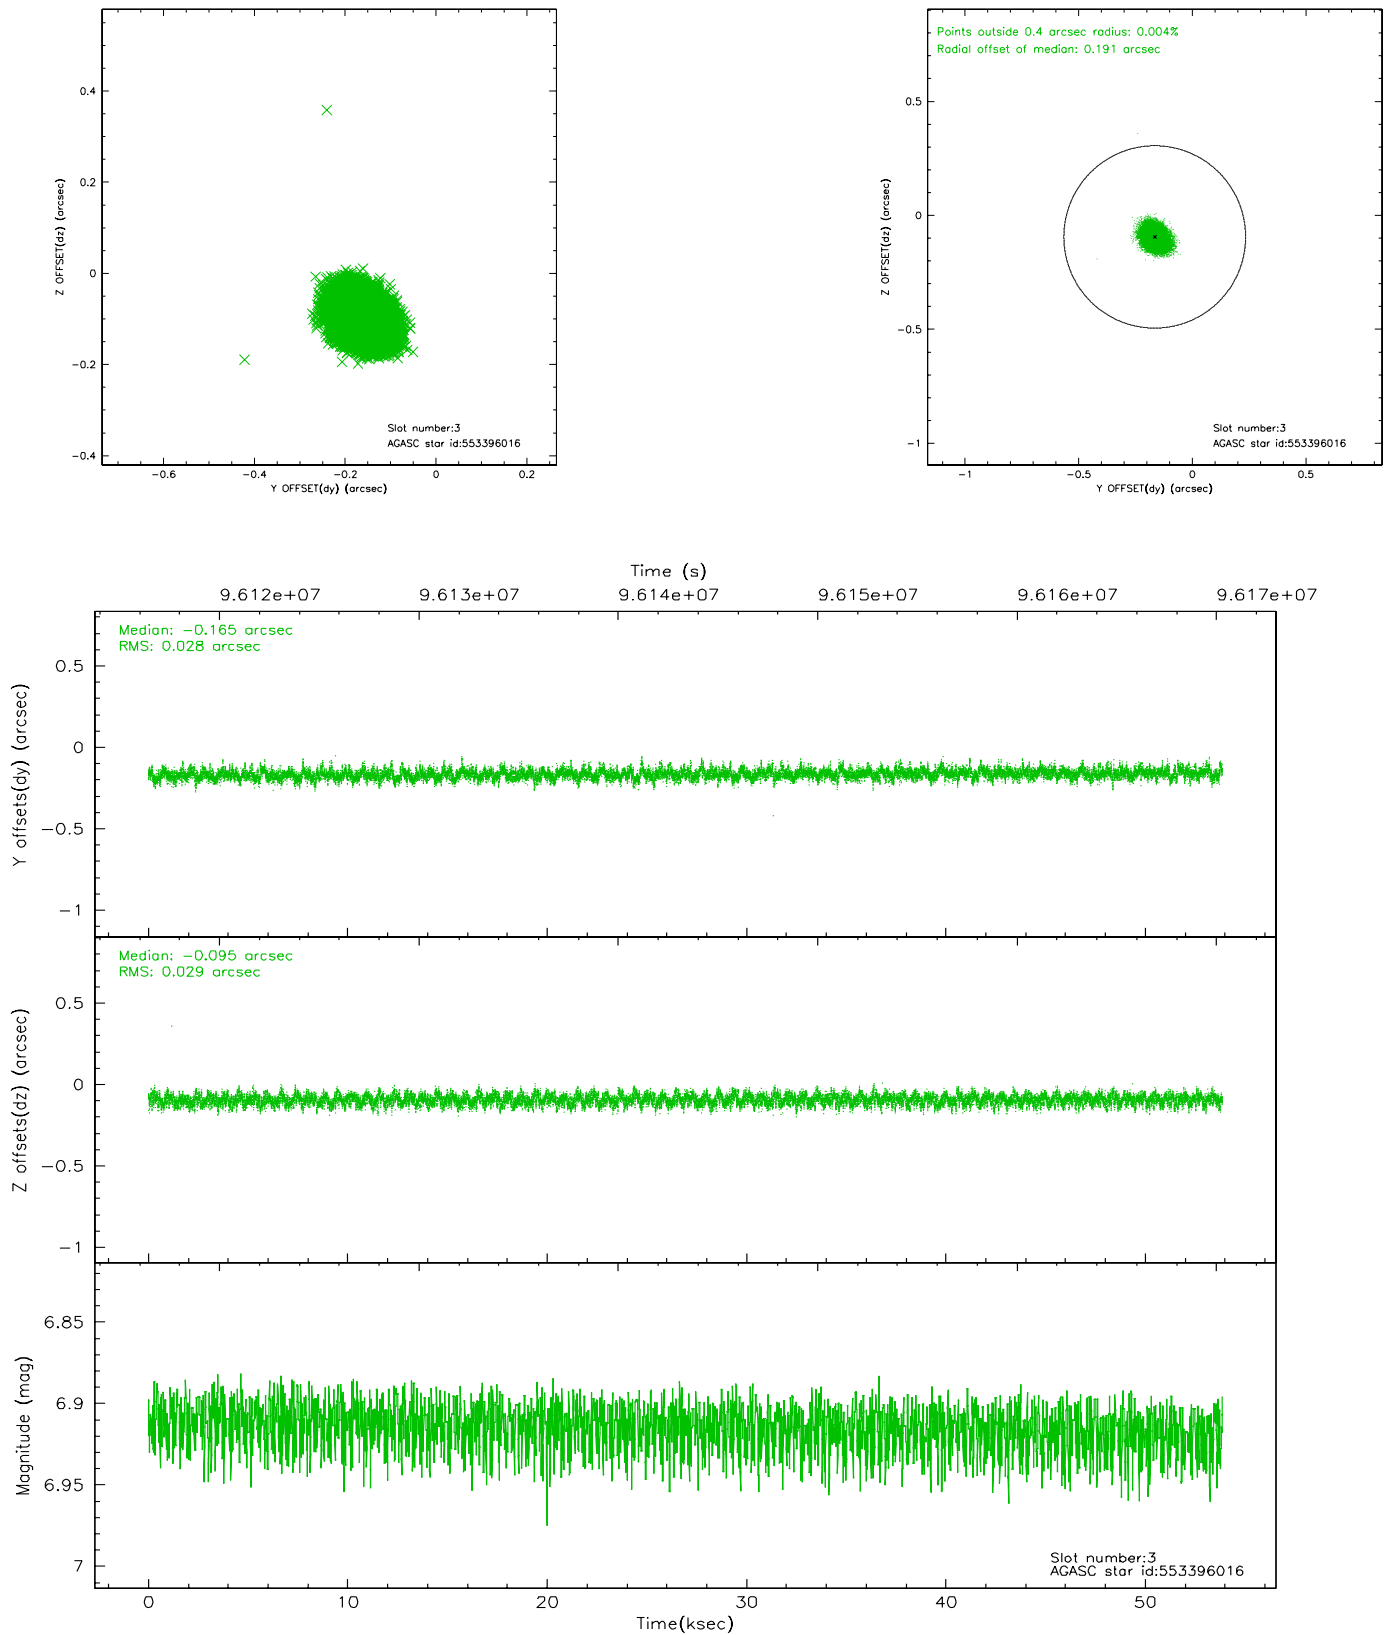 0.4
0.2
0
−0.2
−0.4
Z OFFSET(dz) (arcsec)
Slot number:3
AGASC star id:553396016
−0.6 −0.4 −0.2 0 0.2
Y OFFSET(dy) (arcsec)
Points outside 0.4 arcsec radius: 0.004%
Radial offset of median: 0.191 arcsec
0.5
0
−0.5
−1
Z OFFSET(dz) (arcsec)
Slot number:3
AGASC star id:553396016
−1 −0.5 0 0.5
Y OFFSET(dy) (arcsec)
Time (s)
9.612e+07 9.613e+07 9.614e+07 9.615e+07 9.616e+07 9.617e+07
Median: −0.165 arcsec
RMS: 0.028 arcsec
0.5
0
−0.5
−1
Y offsets(dy) (arcsec)
Median: −0.095 arcsec
RMS: 0.029 arcsec
0.5
0
−0.5
−1
Z offsets(dz) (arcsec)
6.85
6.9
6.95
7
Magnitude (mag)
Slot number:3
AGASC star id:553396016
0 10 20 30 40 50
Time(ksec)